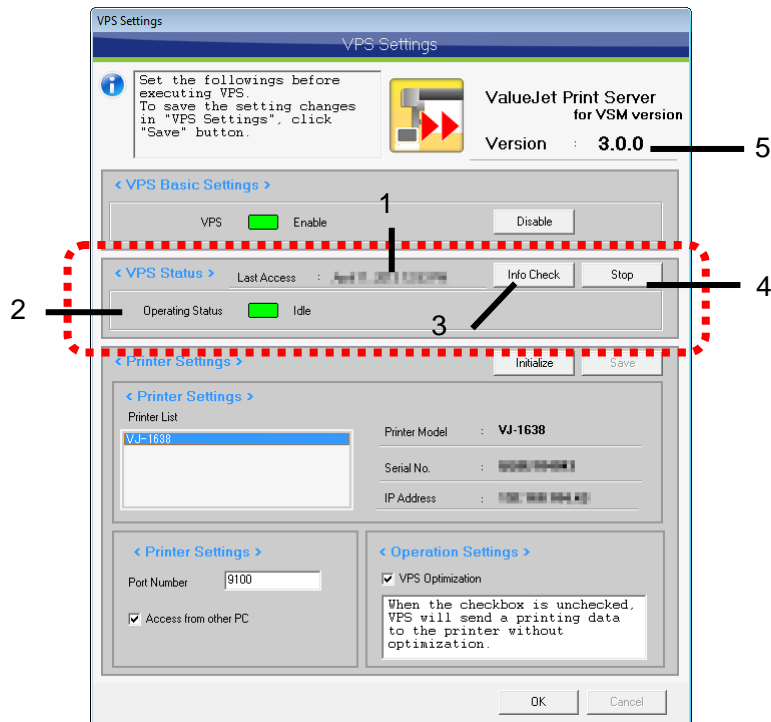 VPS Settings
VPS Settings
Set the followings before
executing VPS.
To save the setting changes
in "VPS Settings", click
"Save" button.
ValueJet Print Server
for VSM version
Version : 3.0.0
5
< VPS Basic Settings >
1
VPS Enable Disable
< VPS Status > Last Access : Info Check Stop
4
2
Operating Status Idle
3
< Printer Settings > Initialize Save
< Printer Settings >
Printer List
VJ-1638
Printer Model : VJ-1638
Serial No. :
IP Address :
< Printer Settings >
Port Number 9100
Access from other PC
< Operation Settings >
VPS Optimization
When the checkbox is unchecked,
VPS will send a printing data
to the printer without
optimization.
OK Cancel